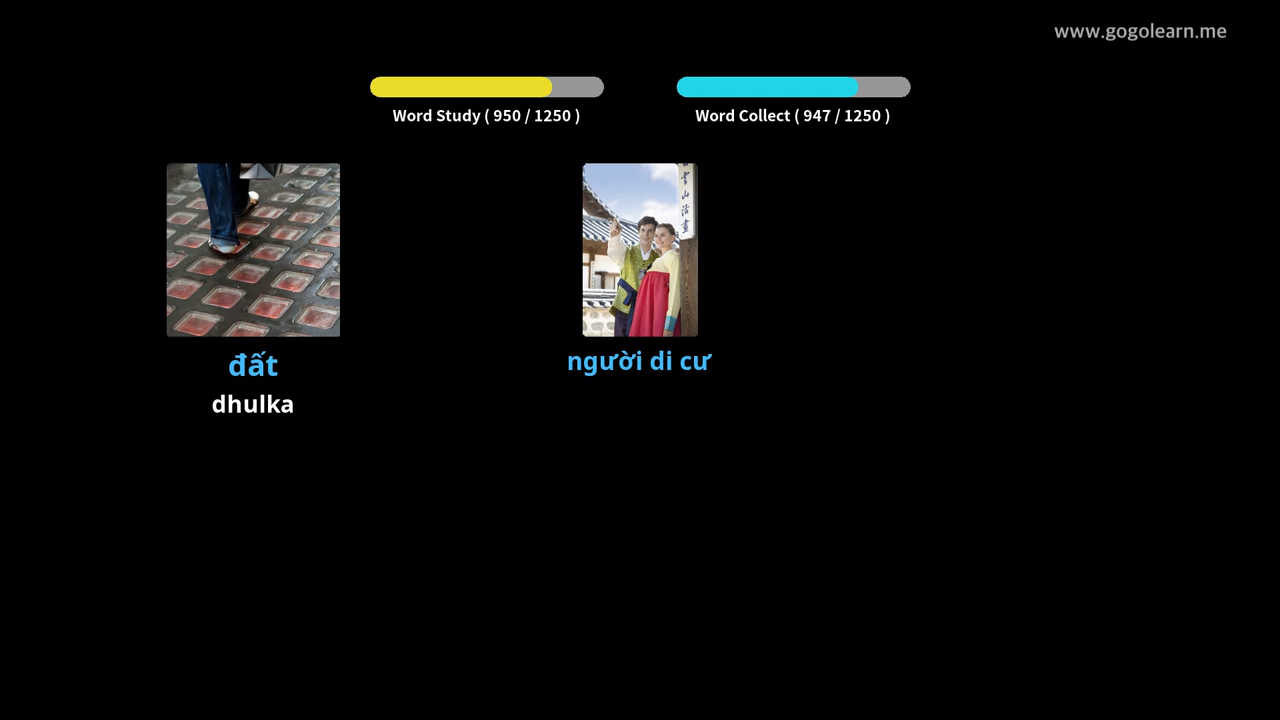 www.gogolearn.me
Word Study ( 950 / 1250 )
Word Collect ( 947 / 1250 )
đất
dhulka
người di cư